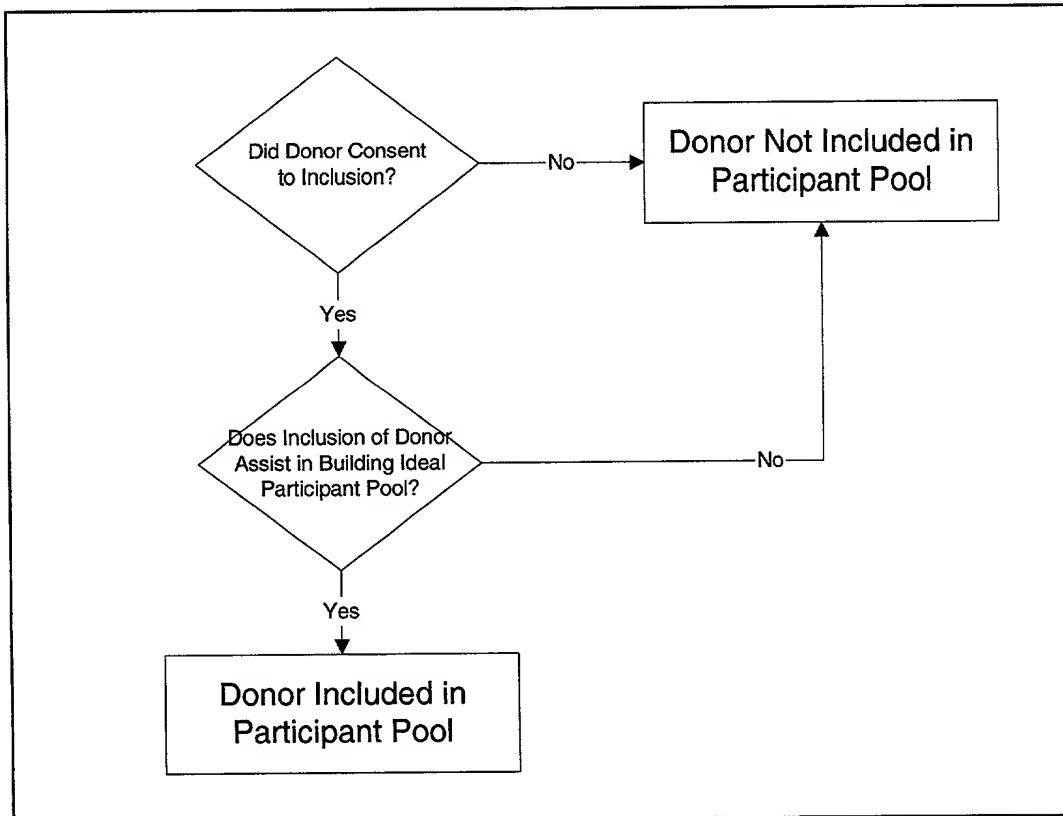 Did Donor Consent
to Inclusion?
No
Donor Not Included in
Participant Pool
Yes
Does Inclusion of Donor
Assist in Building Ideal
Participant Pool?
No
Yes
Donor Included in
Participant Pool